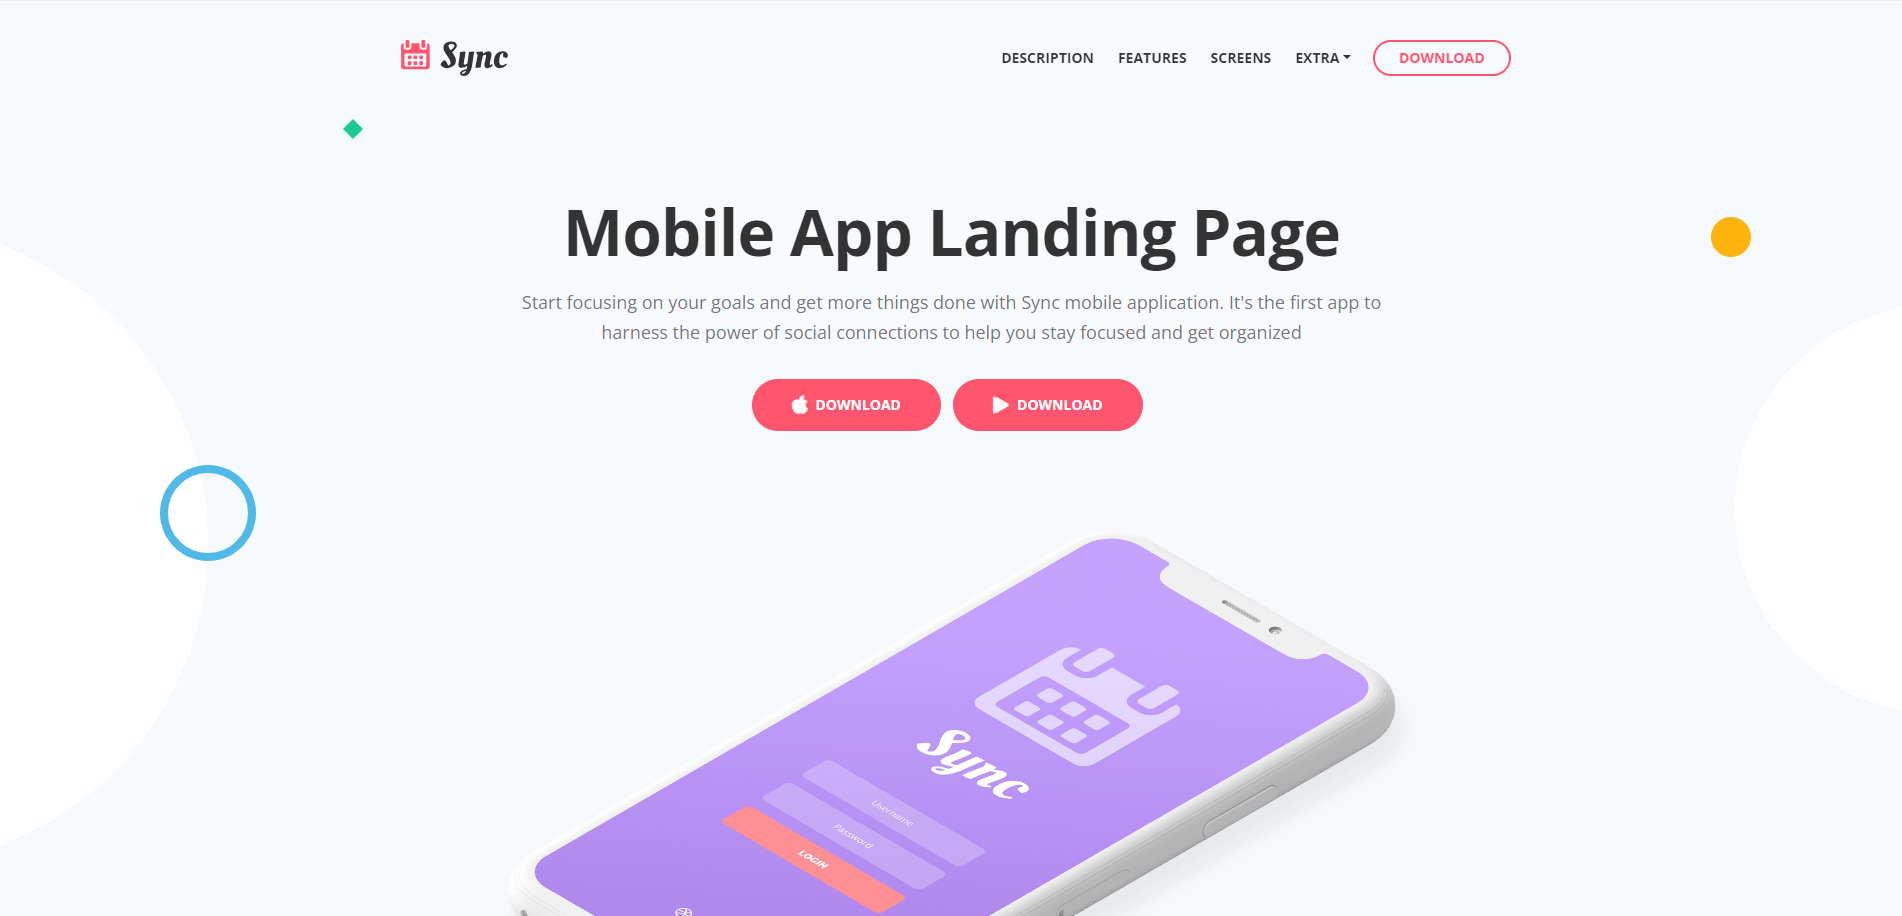 Sync
DESCRIPTION FEATURES SCREENS EXTRA DOWNLOAD
Mobile App Landing Page
Start focusing on your goals and get more things done with Sync mobile application. It's the first app to
harness the power of social connections to help you stay focused and get organized
DOWNLOAD DOWNLOAD
Sync
Username
Password
LOGIN